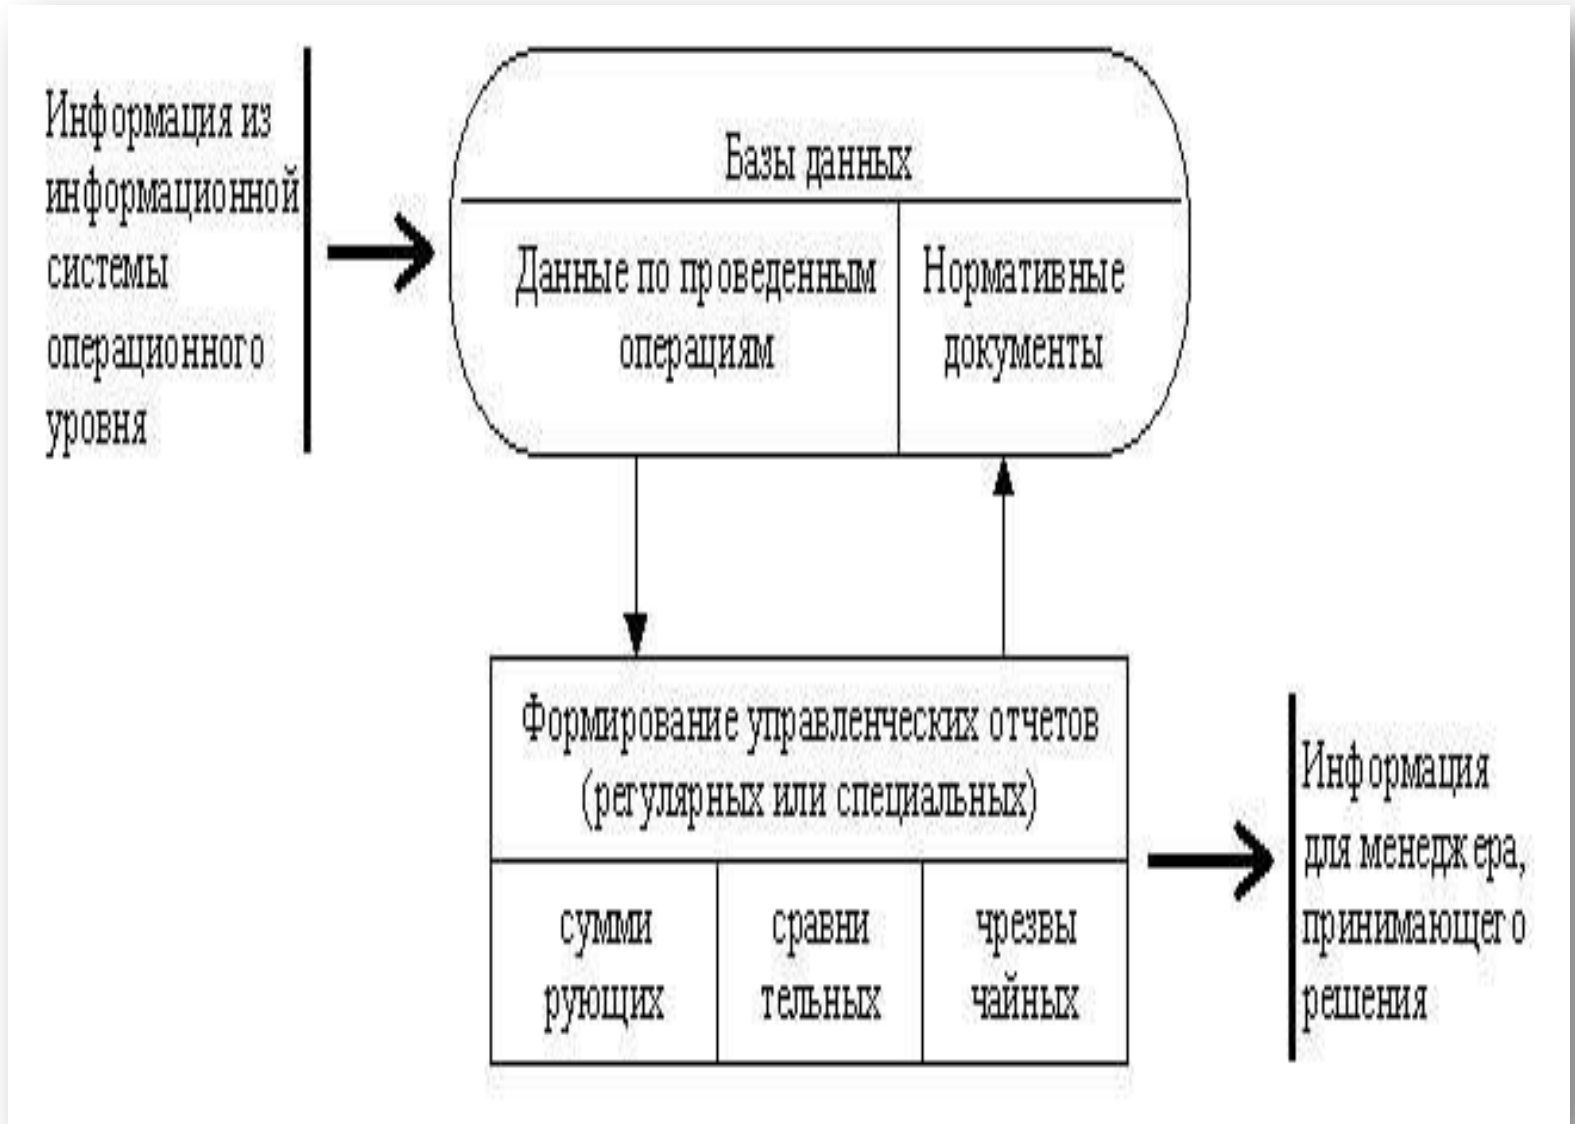 Информация из
информационной
системы
операционного
уровня
Базы данных
Данные по проведенным
операциям
Нормативные
документы
Формирование управленческих отчетов
(регулярных или специальных)
сумми
рующих
сравни
тельных
чрезвы
чайных
Информация
для менеджера,
принимающего
решения